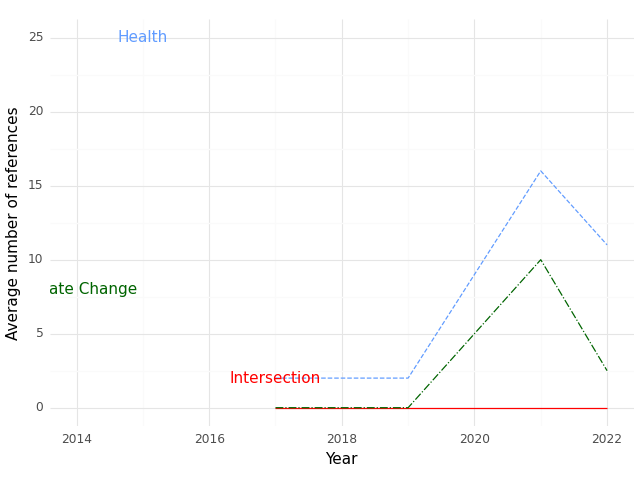 25
Health
20
15
10
ate Change
5
Intersection
0
2014 2016 2018 2020 2022
Year
Average number of references